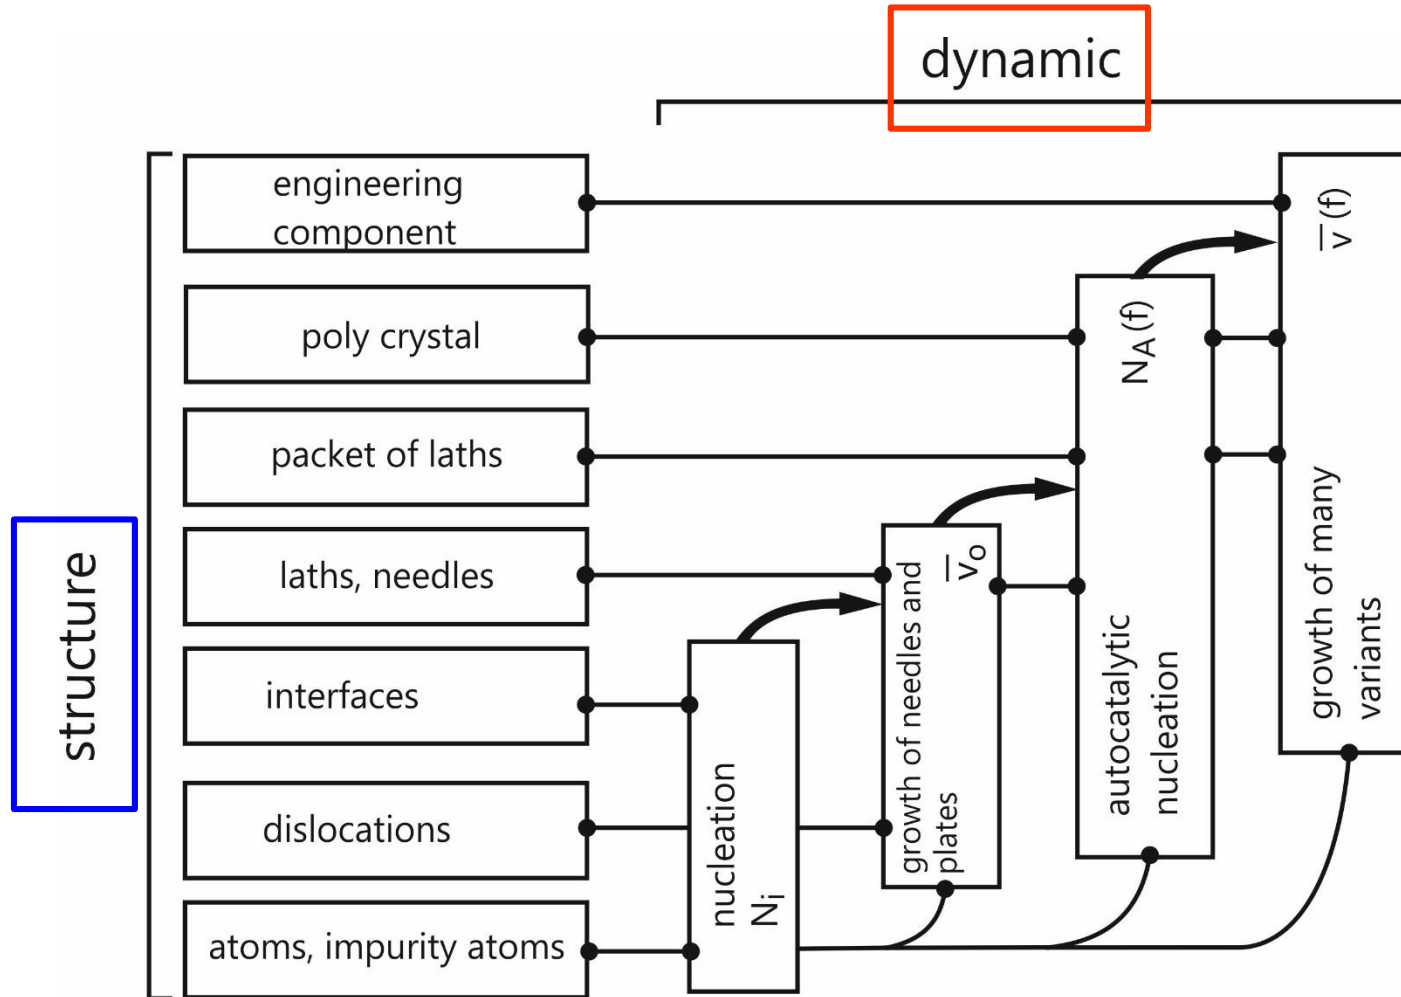 dynamic
structure
engineering
component
poly crystal
packet of laths
laths, needles
interfaces
dislocations
atoms, impurity atoms
nucleation
Nᵢ
growth of needles and
plates
v̅ₒ
autocatalytic
nucleation
N_A(f)
growth of many
variants
v̅(f)